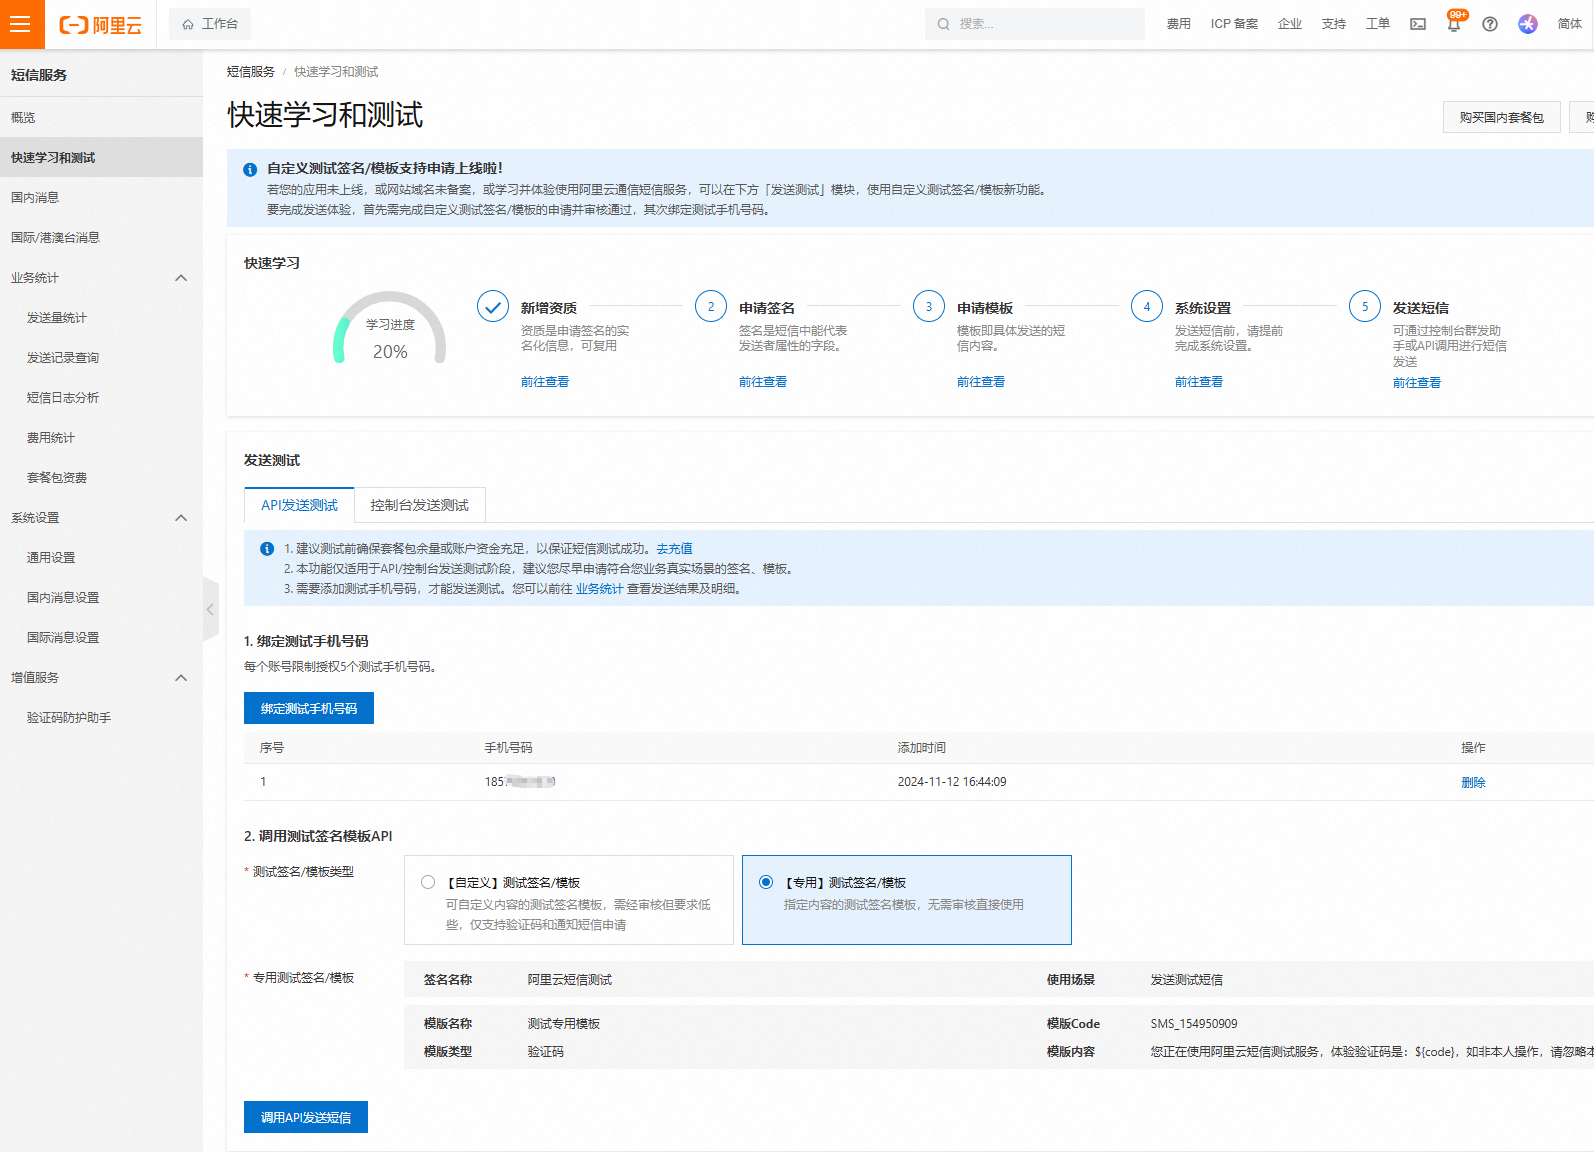 阿里云
工作台
搜索...
费用
ICP 备案
企业
支持
工单
99+
简体
短信服务
概览
快速学习和测试
国内消息
国际/港澳台消息
业务统计
发送量统计
发送记录查询
短信日志分析
费用统计
套餐包资费
系统设置
通用设置
国内消息设置
国际消息设置
增值服务
验证码防护助手
短信服务 / 快速学习和测试
快速学习和测试
购买国内套餐包
自定义测试签名/模板支持申请上线啦！
若您的应用未上线，或网站域名未备案，或学习并体验使用阿里云通信短信服务，可以在下方「发送测试」模块，使用自定义测试签名/模板新功能。
要完成发送体验，首先需完成自定义测试签名/模板的申请并审核通过，其次绑定测试手机号码。
快速学习
学习进度
20%
新增资质
资质是申请签名的实
名化信息，可复用
前往查看
2
申请签名
签名是短信中能代表
发送者属性的字段。
前往查看
3
申请模板
模板即具体发送的短
信内容。
前往查看
4
系统设置
发送短信前，请提前
完成系统设置。
前往查看
5
发送短信
可通过控制台群发助
手或API调用进行短信
发送
前往查看
发送测试
API发送测试
控制台发送测试
1. 建议测试前确保套餐包余量或账户资金充足，以保证短信测试成功。去充值
2. 本功能仅适用于API/控制台发送测试阶段，建议您尽早申请符合您业务真实场景的签名、模板。
3. 需要添加测试手机号码，才能发送测试。您可以前往 业务统计 查看发送结果及明细。
1. 绑定测试手机号码
每个账号限制授权5个测试手机号码。
绑定测试手机号码
序号 手机号码 添加时间 操作
1 185 2024-11-12 16:44:09 删除
2. 调用测试签名模板API
* 测试签名/模板类型
【自定义】测试签名/模板
可自定义内容的测试签名模板，需经审核但要求低
些，仅支持验证码和通知短信申请
【专用】测试签名/模板
指定内容的测试签名模板，无需审核直接使用
* 专用测试签名/模板
签名名称 阿里云短信测试 使用场景 发送测试短信
模版名称 测试专用模板 模版Code SMS_154950909
模版类型 验证码 模版内容 您正在使用阿里云短信测试服务，体验验证码是：${code}，如非本人操作，请忽略本
调用API发送短信